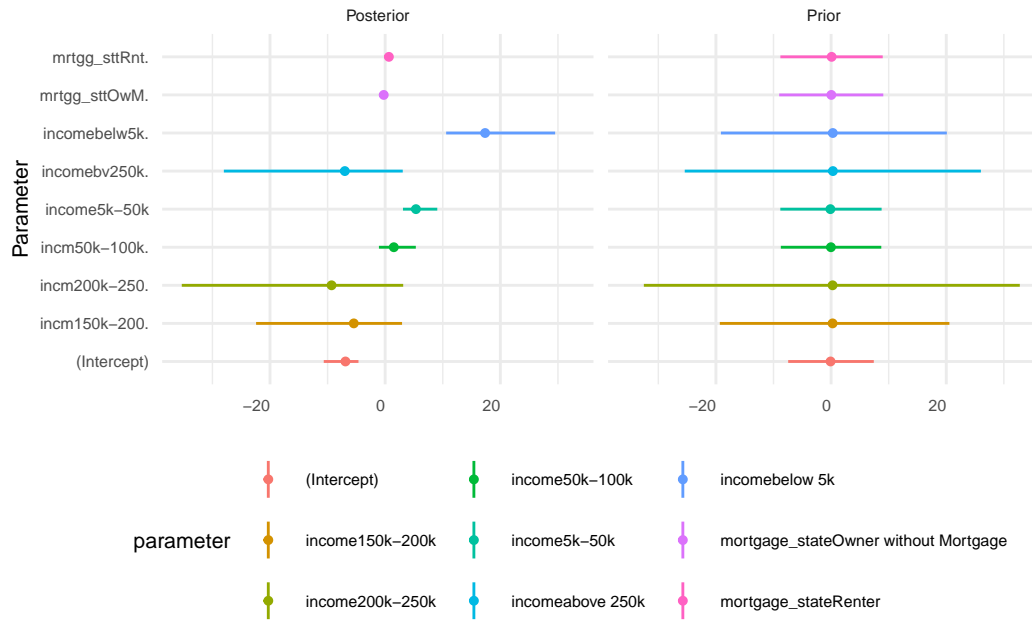 Posterior
Prior
Parameter
mrtgg_sttRnt.
mrtgg_sttOwM.
incomebelw5k.
incomebv250k.
income5k−50k
incm50k−100k.
incm200k−250.
incm150k−200.
(Intercept)
−20 0 20
−20 0 20
parameter
(Intercept)
income150k−200k
income200k−250k
income50k−100k
income5k−50k
incomeabove 250k
incomebelow 5k
mortgage_stateOwner without Mortgage
mortgage_stateRenter